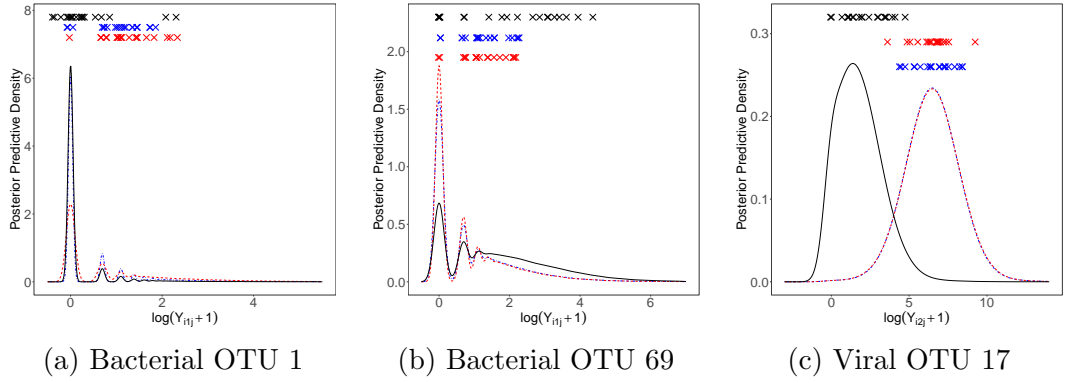 8
6
4
2
0
Posterior Predictive Density
0
2
4
log(Y_{i1j}+1)
(a) Bacterial OTU 1
2.0
1.5
1.0
0.5
0.0
Posterior Predictive Density
0
2
4
6
log(Y_{i1j}+1)
(b) Bacterial OTU 69
0.3
0.2
0.1
0.0
Posterior Predictive Density
0
5
10
log(Y_{i2j}+1)
(c) Viral OTU 17